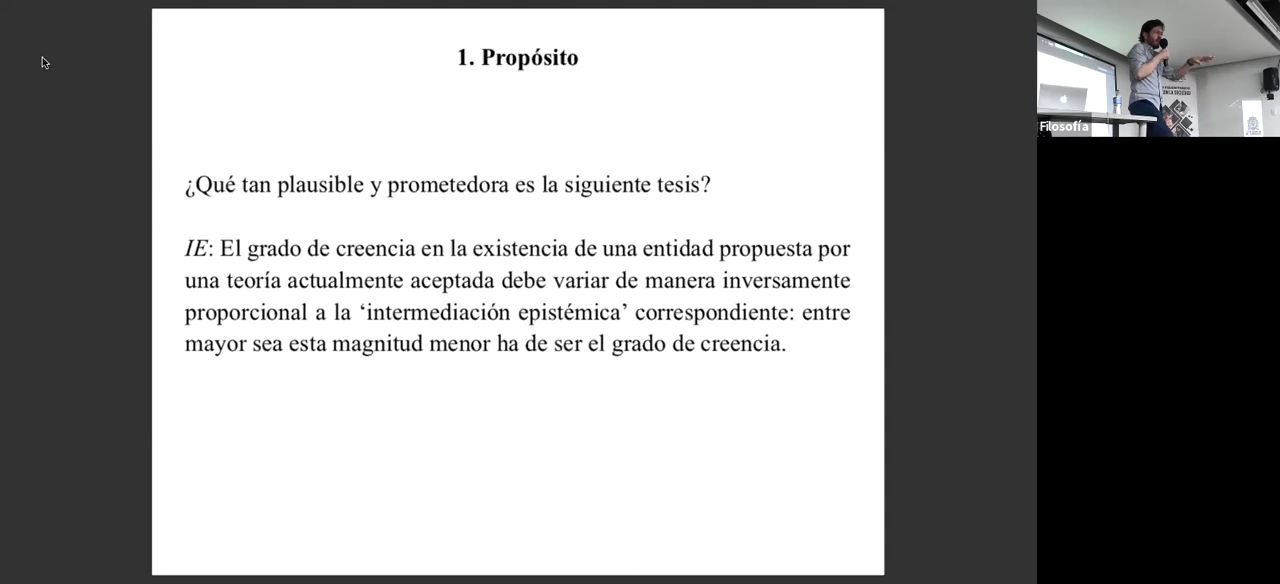 1. Propósito
¿Qué tan plausible y prometedora es la siguiente tesis?
IE: El grado de creencia en la existencia de una entidad propuesta por
una teoría actualmente aceptada debe variar de manera inversamente
proporcional a la ‘intermediación epistémica’ correspondiente: entre
mayor sea esta magnitud menor ha de ser el grado de creencia.
Filosofía